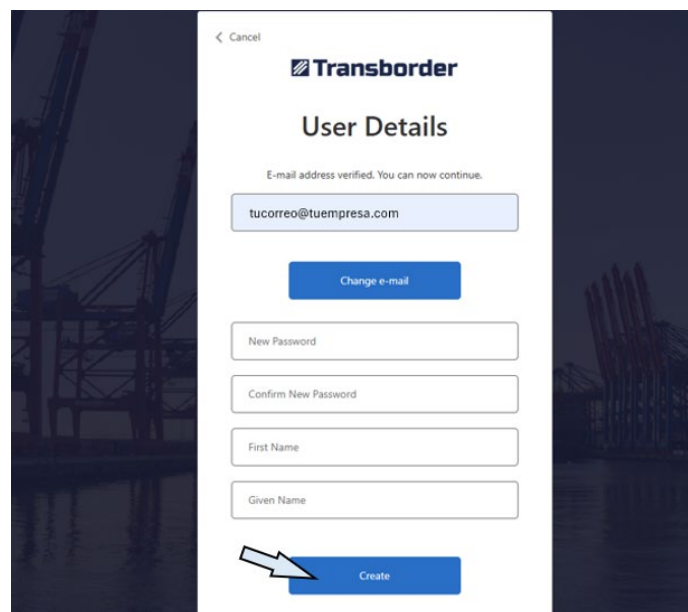 Cancel
Transborder
User Details
E-mail address verified. You can now continue.
tucorreo@tuempresa.com
Change e-mail
New Password
Confirm New Password
First Name
Given Name
Create